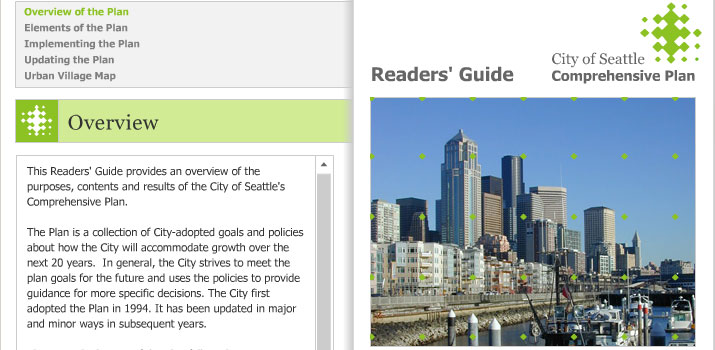 Overview of the Plan
Elements of the Plan
Implementing the Plan
Updating the Plan
Urban Village Map
Overview
This Readers' Guide provides an overview of the
purposes, contents and results of the City of Seattle's
Comprehensive Plan.
The Plan is a collection of City-adopted goals and policies
about how the City will accommodate growth over the
next 20 years.  In general, the City strives to meet the
plan goals for the future and uses the policies to provide
guidance for more specific decisions. The City first
adopted the Plan in 1994. It has been updated in major
and minor ways in subsequent years.
Readers' Guide
City of Seattle
Comprehensive Plan